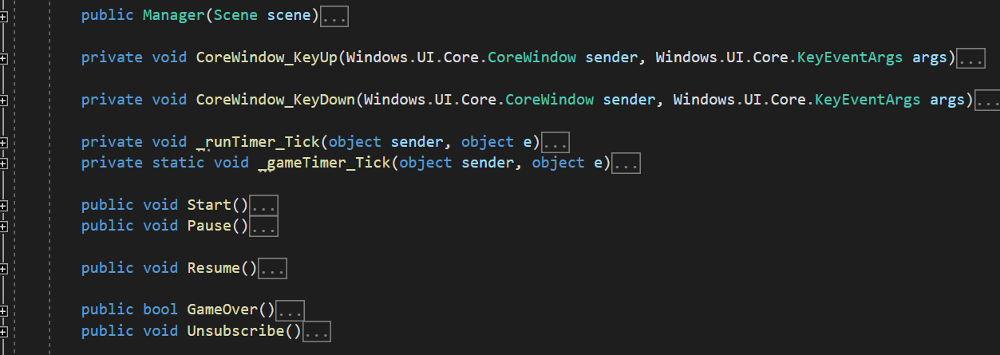 public Manager(Scene scene)...
private void CoreWindow_KeyUp(Windows.UI.Core.CoreWindow sender, Windows.UI.Core.KeyEventArgs args)...
private void CoreWindow_KeyDown(Windows.UI.Core.CoreWindow sender, Windows.UI.Core.KeyEventArgs args)...
private void _runTimer_Tick(object sender, object e)...
private static void _gameTimer_Tick(object sender, object e)...
public void Start()...
public void Pause()...
public void Resume()...
public bool GameOver()...
public void Unsubscribe()...